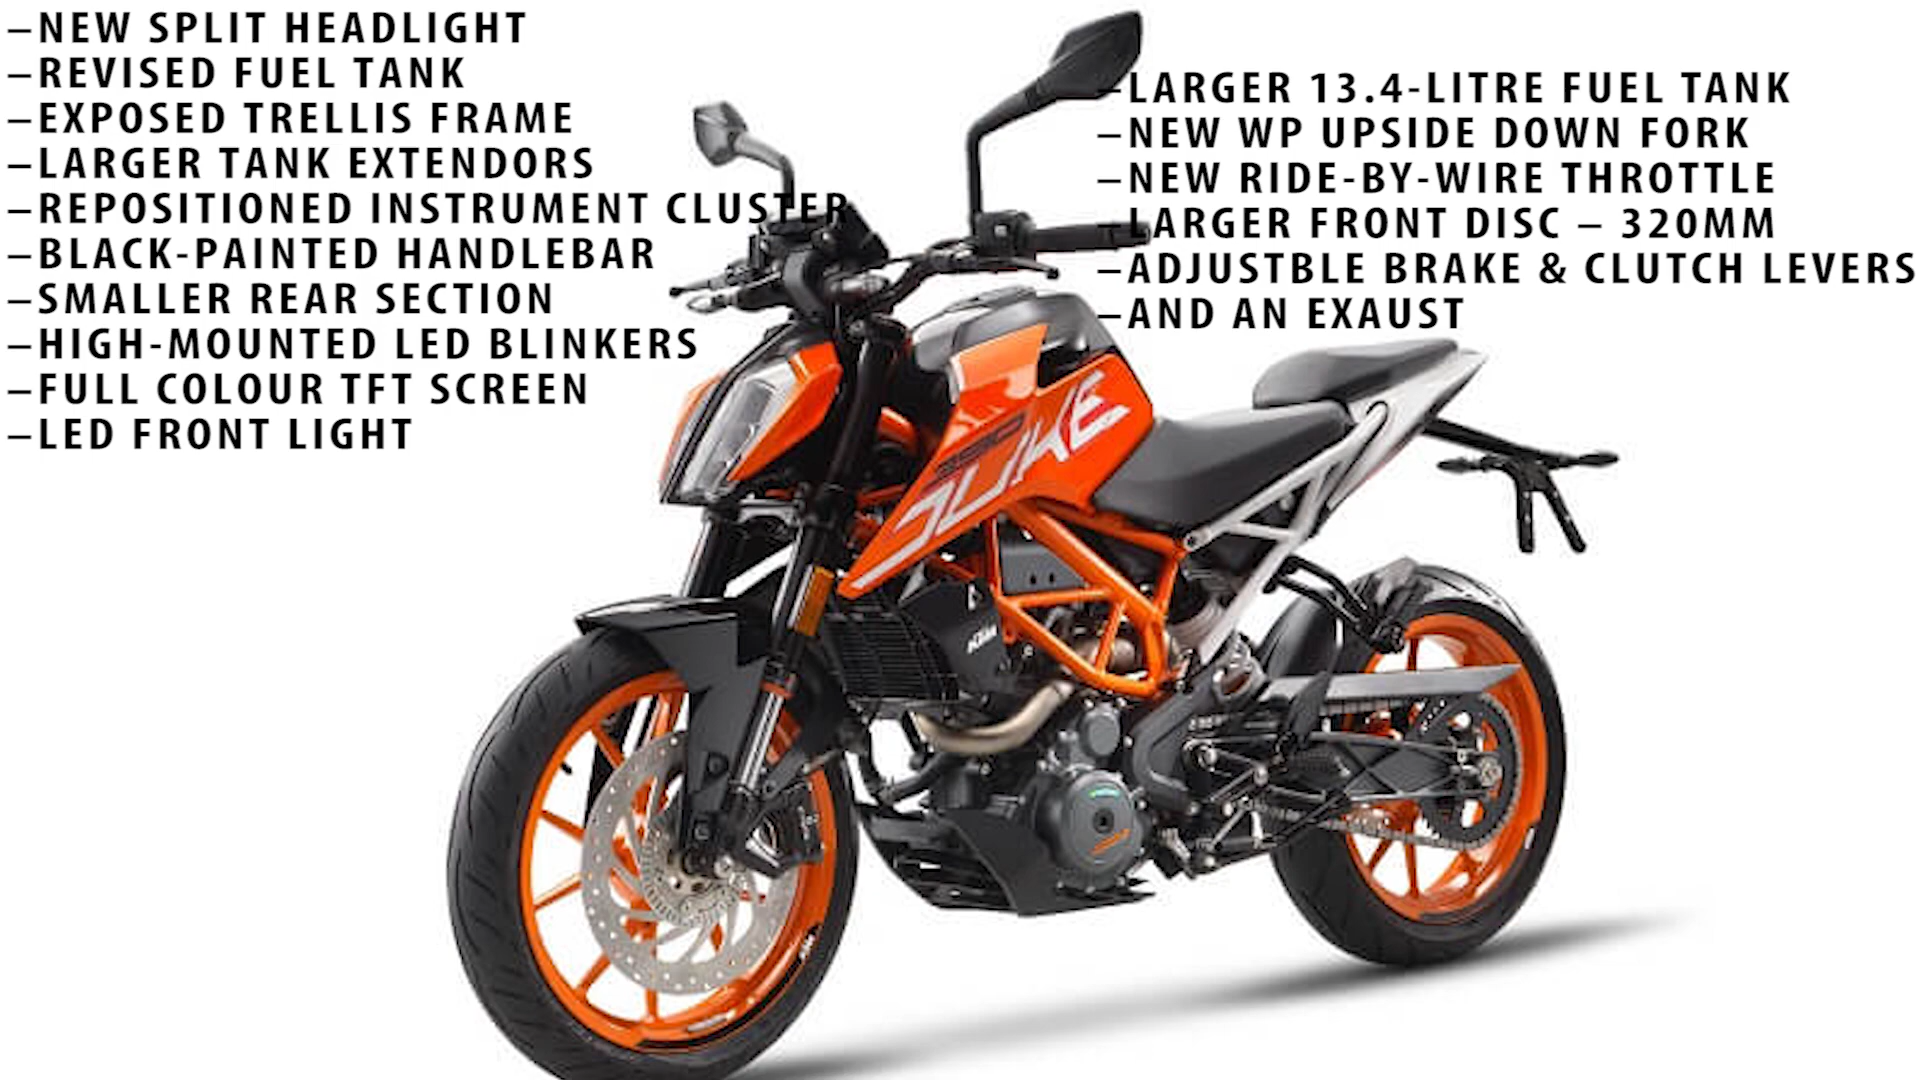 –NEW SPLIT HEADLIGHT
–REVISED FUEL TANK
–EXPOSED TRELLIS FRAME
–LARGER TANK EXTENDORS
–REPOSITIONED INSTRUMENT CLUSTER
–BLACK-PAINTED HANDLEBAR
–SMALLER REAR SECTION
–HIGH-MOUNTED LED BLINKERS
–FULL COLOUR TFT SCREEN
–LED FRONT LIGHT
–LARGER 13.4-LITRE FUEL TANK
–NEW WP UPSIDE DOWN FORK
–NEW RIDE-BY-WIRE THROTTLE
–LARGER FRONT DISC – 320MM
–ADJUSTBLE BRAKE & CLUTCH LEVERS
–AND AN EXAUST
390
DUKE
KTM